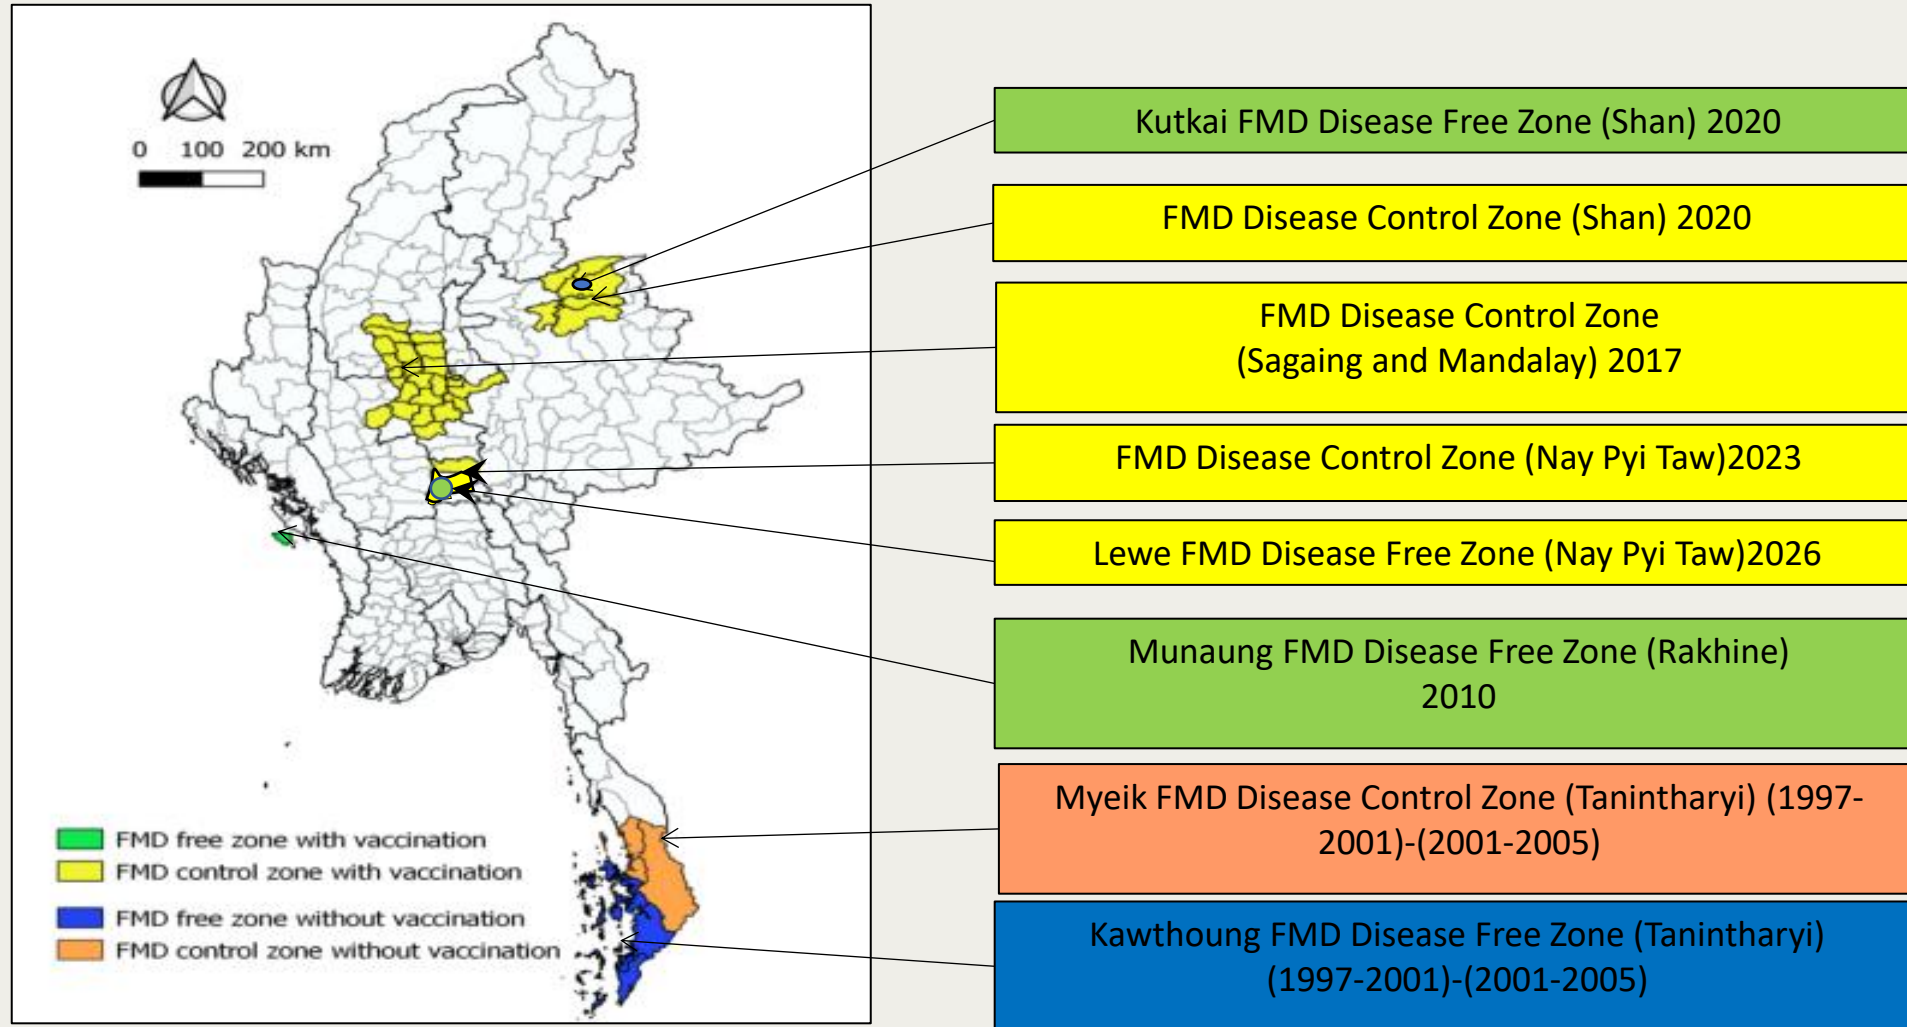 0 100 200 km
FMD free zone with vaccination
FMD control zone with vaccination
FMD free zone without vaccination
FMD control zone without vaccination
Kutkai FMD Disease Free Zone (Shan) 2020
FMD Disease Control Zone (Shan) 2020
FMD Disease Control Zone
(Sagaing and Mandalay) 2017
FMD Disease Control Zone (Nay Pyi Taw)2023
Lewe FMD Disease Free Zone (Nay Pyi Taw)2026
Munaung FMD Disease Free Zone (Rakhine)
2010
Myeik FMD Disease Control Zone (Tanintharyi) (1997-
2001)-(2001-2005)
Kawthoung FMD Disease Free Zone (Tanintharyi)
(1997-2001)-(2001-2005)